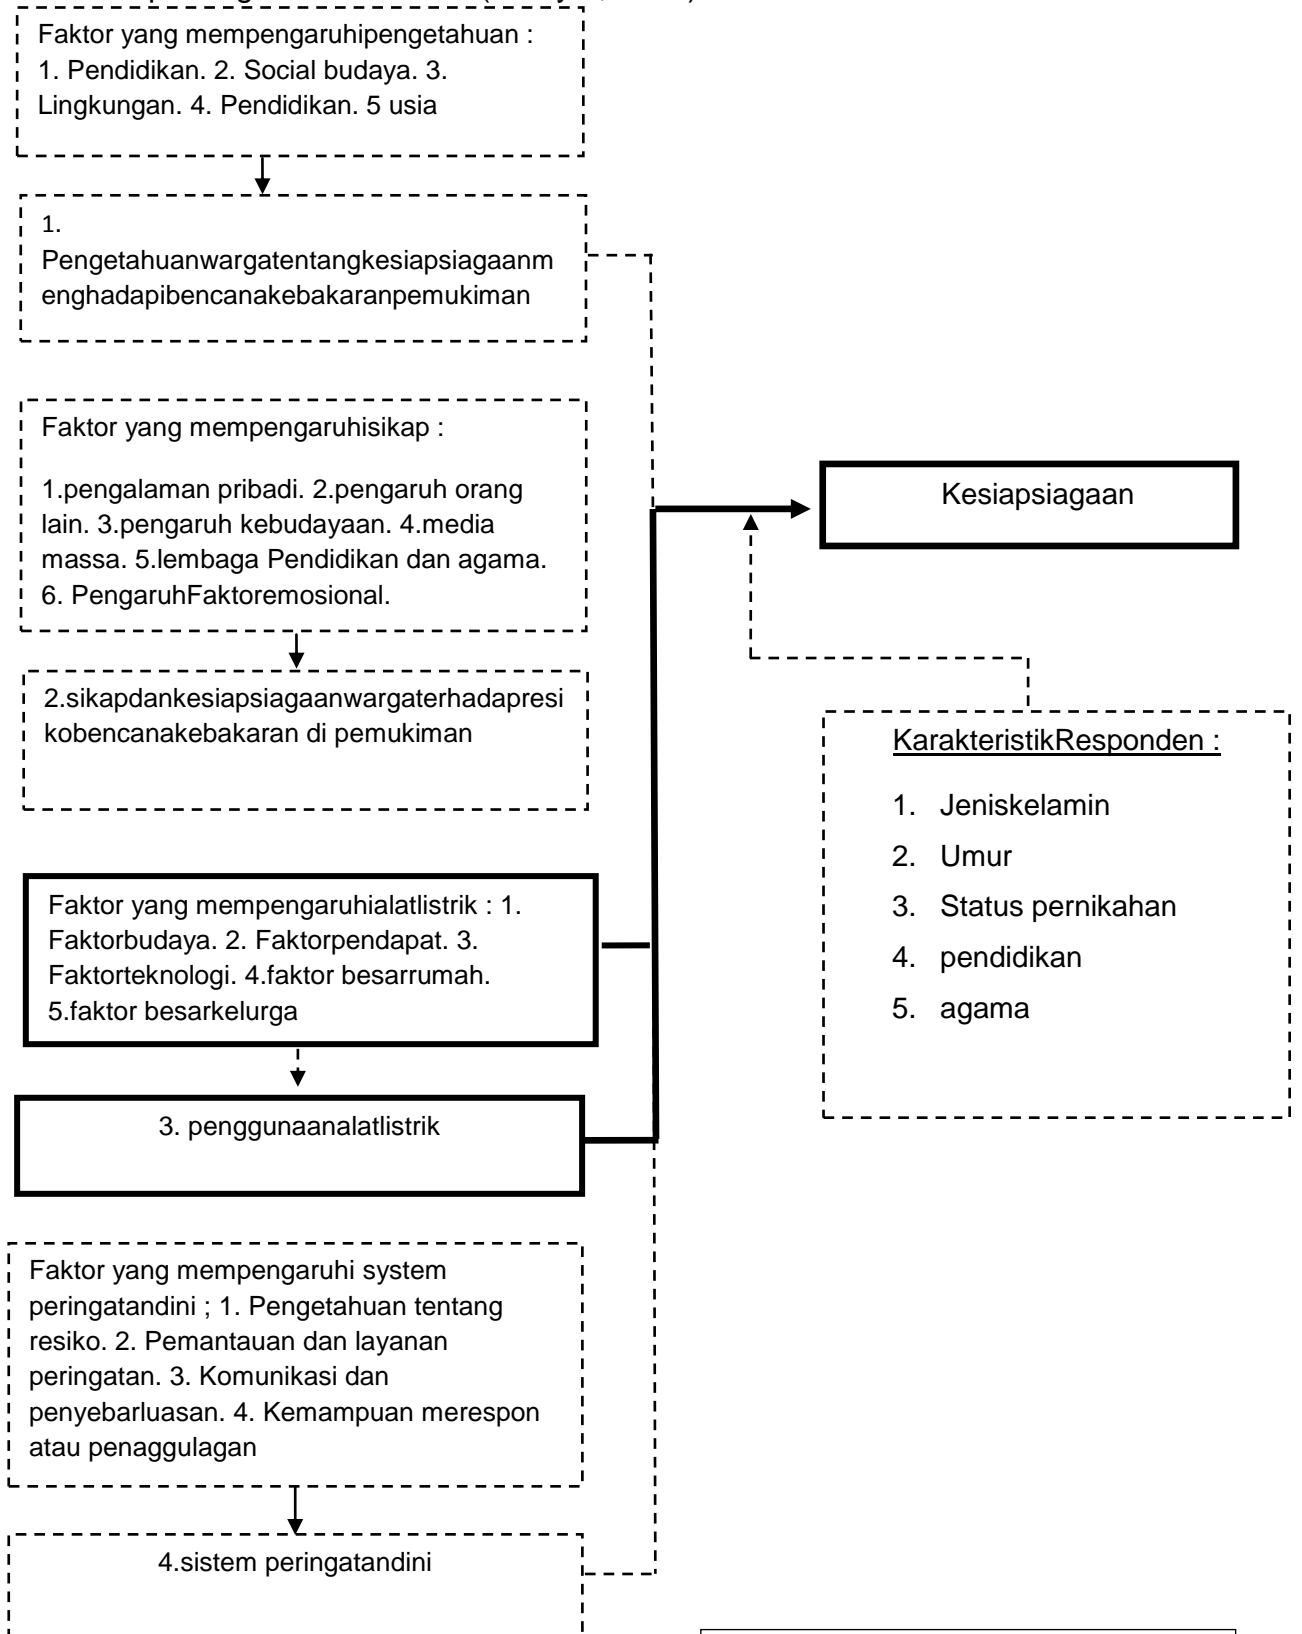 Faktor yang mempengaruhipengetahuan :
1. Pendidikan. 2. Social budaya. 3.
Lingkungan. 4. Pendidikan. 5 usia
1.
Pengetahuanwargatentangkesiapsiagaanm
enghadapibencanakebakaranpemukiman
Faktor yang mempengaruhisikap :
1.pengalaman pribadi. 2.pengaruh orang
lain. 3.pengaruh kebudayaan. 4.media
massa. 5.lembaga Pendidikan dan agama.
6. PengaruhFaktoremosional.
2.sikapdankesiapsiagaanwargaterhadapresi
kobencanakebakaran di pemukiman
Faktor yang mempengaruhialatlistrik : 1.
Faktorbudaya. 2. Faktorpendapat. 3.
Faktorteknologi. 4.faktor besarrumah.
5.faktor besarkelurga
3. penggunaanalatlistrik
Faktor yang mempengaruhi system
peringatandini ; 1. Pengetahuan tentang
resiko. 2. Pemantauan dan layanan
peringatan. 3. Komunikasi dan
penyebarluasan. 4. Kemampuan merespon
atau penaggulagan
4.sistem peringatandini
Kesiapsiagaan
KarakteristikResponden :
1. Jeniskelamin
2. Umur
3. Status pernikahan
4. pendidikan
5. agama